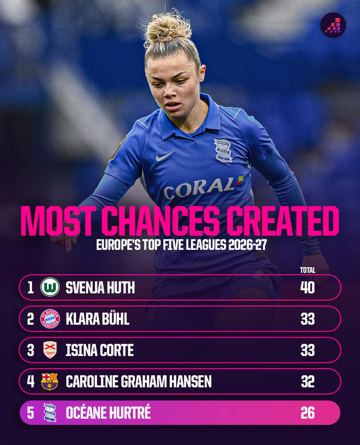 CORAL
MOST CHANCES CREATED
EUROPE'S TOP FIVE LEAGUES 2026-27
TOTAL
1 SVENJA HUTH 40
2 KLARA BÜHL 33
3 ISINA CORTE 33
4 CAROLINE GRAHAM HANSEN 32
5 OCÉANE HURTRÉ 26